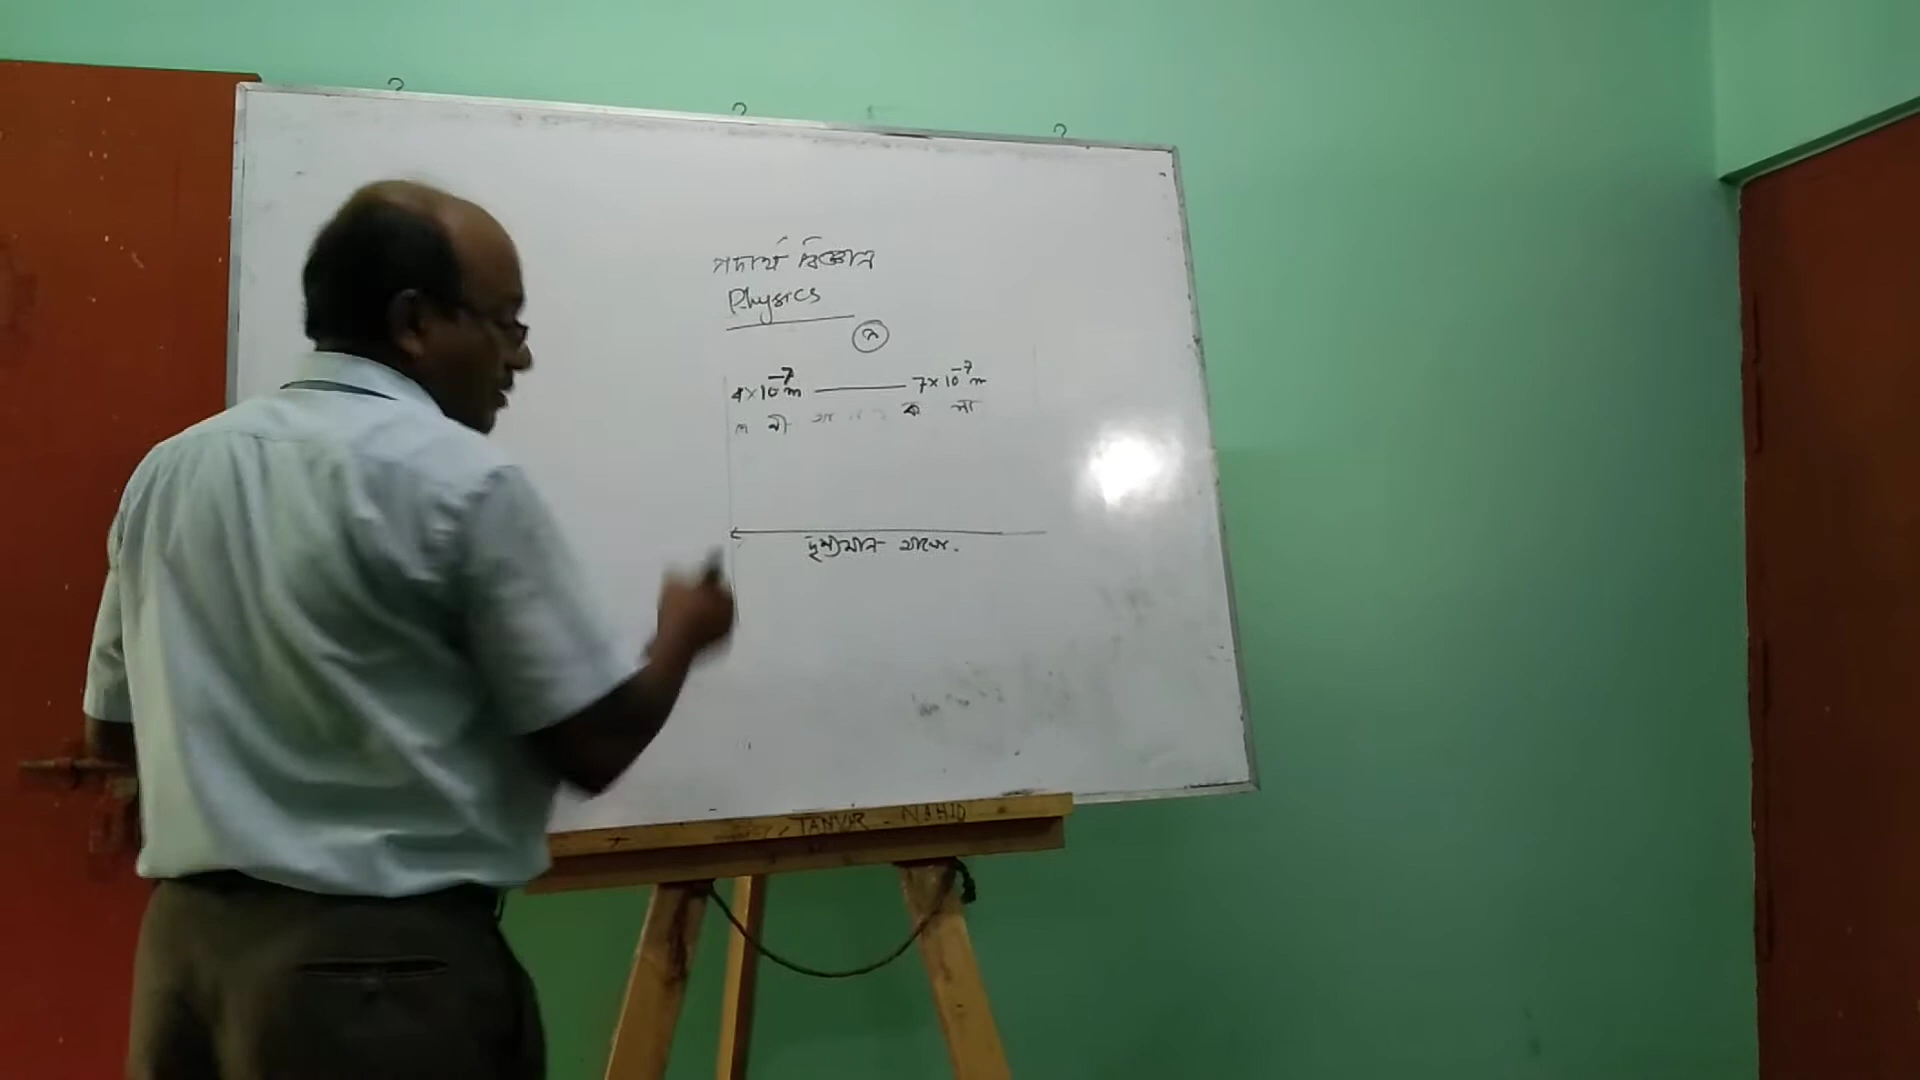 পদার্থ বিজ্ঞান
Physics
4×10⁻⁷m —— 7×10⁻⁷m
নী ক লা
দৃশ্যমান আলো.
TANVIR - NAHID